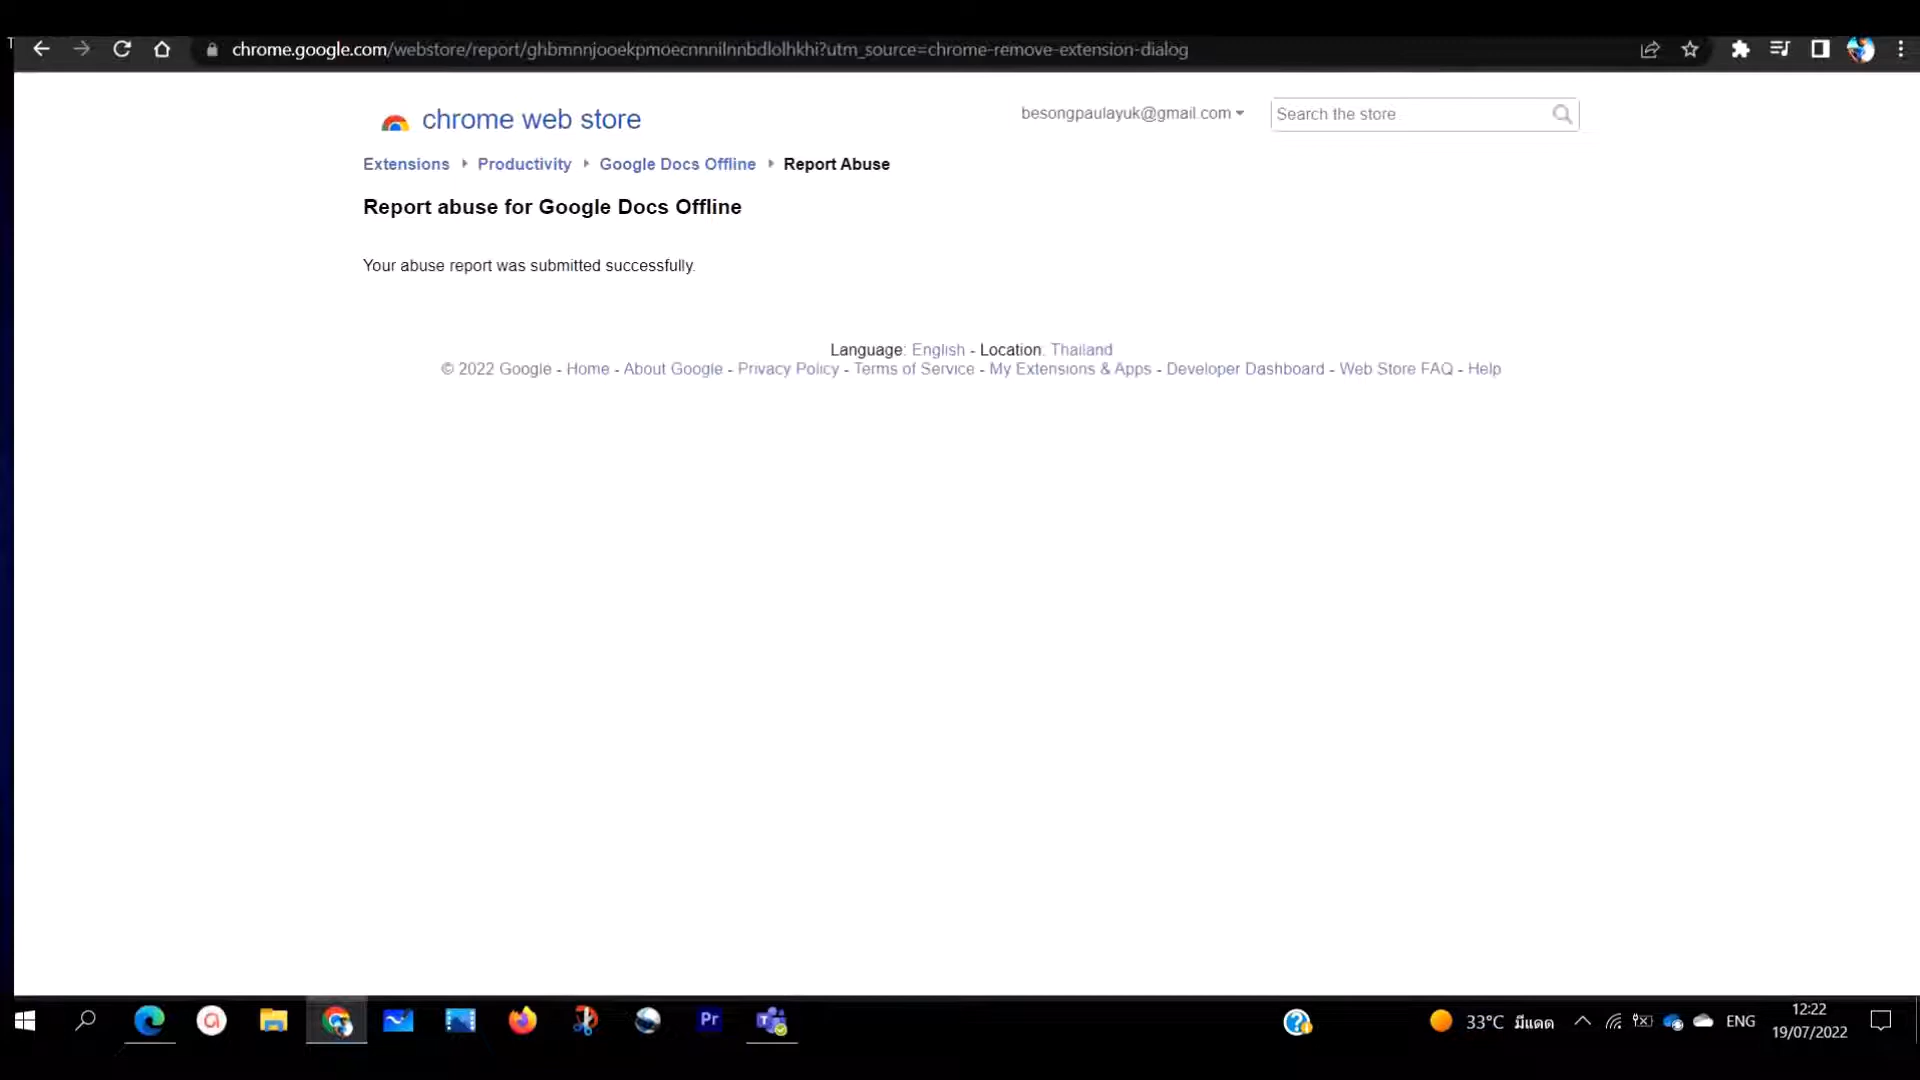 chrome.google.com/webstore/report/ghbmnnjooekpmoecnnnilnnbdlolhkhi?utm_source=chrome-remove-extension-dialog
chrome web store
besongpaulayuk@gmail.com
Search the store
Extensions Productivity Google Docs Offline Report Abuse
Report abuse for Google Docs Offline
Your abuse report was submitted successfully.
Language: English - Location: Thailand
© 2022 Google - Home - About Google - Privacy Policy - Terms of Service - My Extensions & Apps - Developer Dashboard - Web Store FAQ - Help
Pr
33°C มีแดด
ENG
12:22
19/07/2022